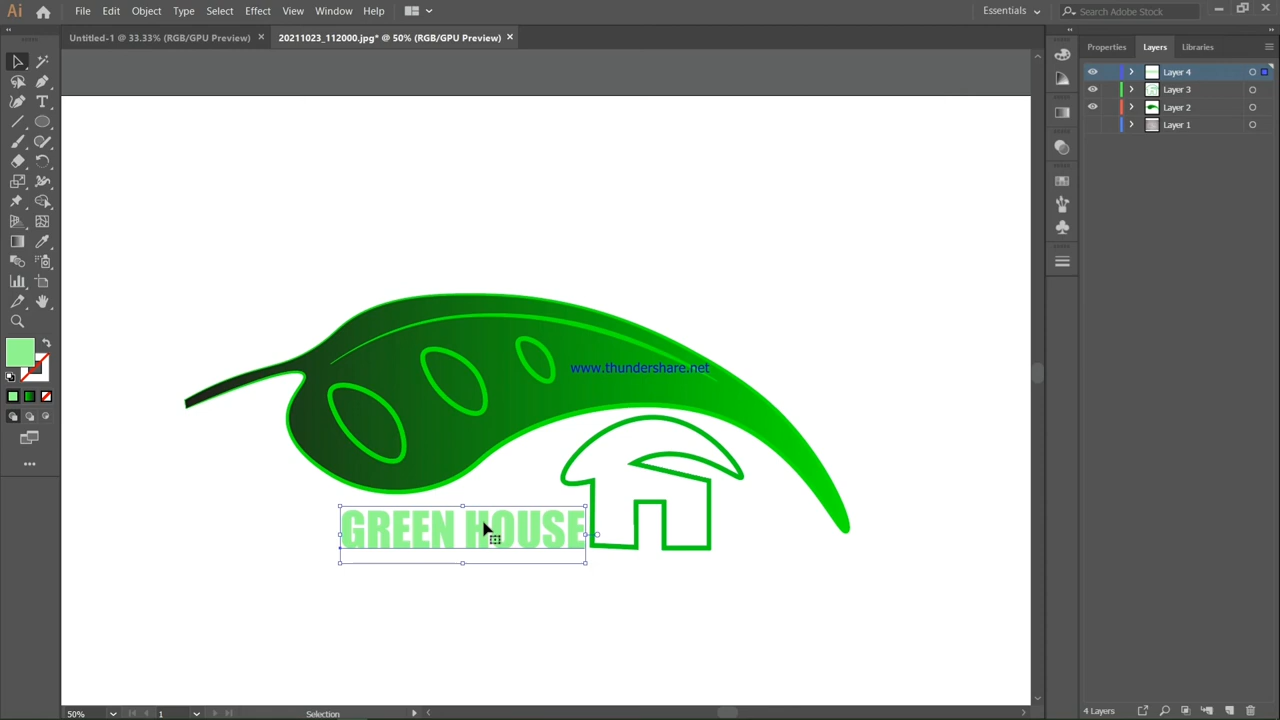 Ai File Edit Object Type Select Effect View Window Help Essentials Search Adobe Stock
Untitled-1 @ 33.33% (RGB/GPU Preview) × 20211023_112000.jpg* @ 50% (RGB/GPU Preview) ×
Properties Layers Libraries
Layer 4
Layer 3
Layer 2
Layer 1
www.thundershare.net
GREEN HOUSE
50% 1 Selection 4 Layers